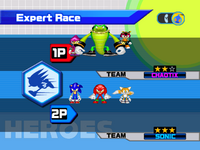 Expert Race
1P
TEAM
CHAOTIX
2P
TEAM
SONIC
HEROES